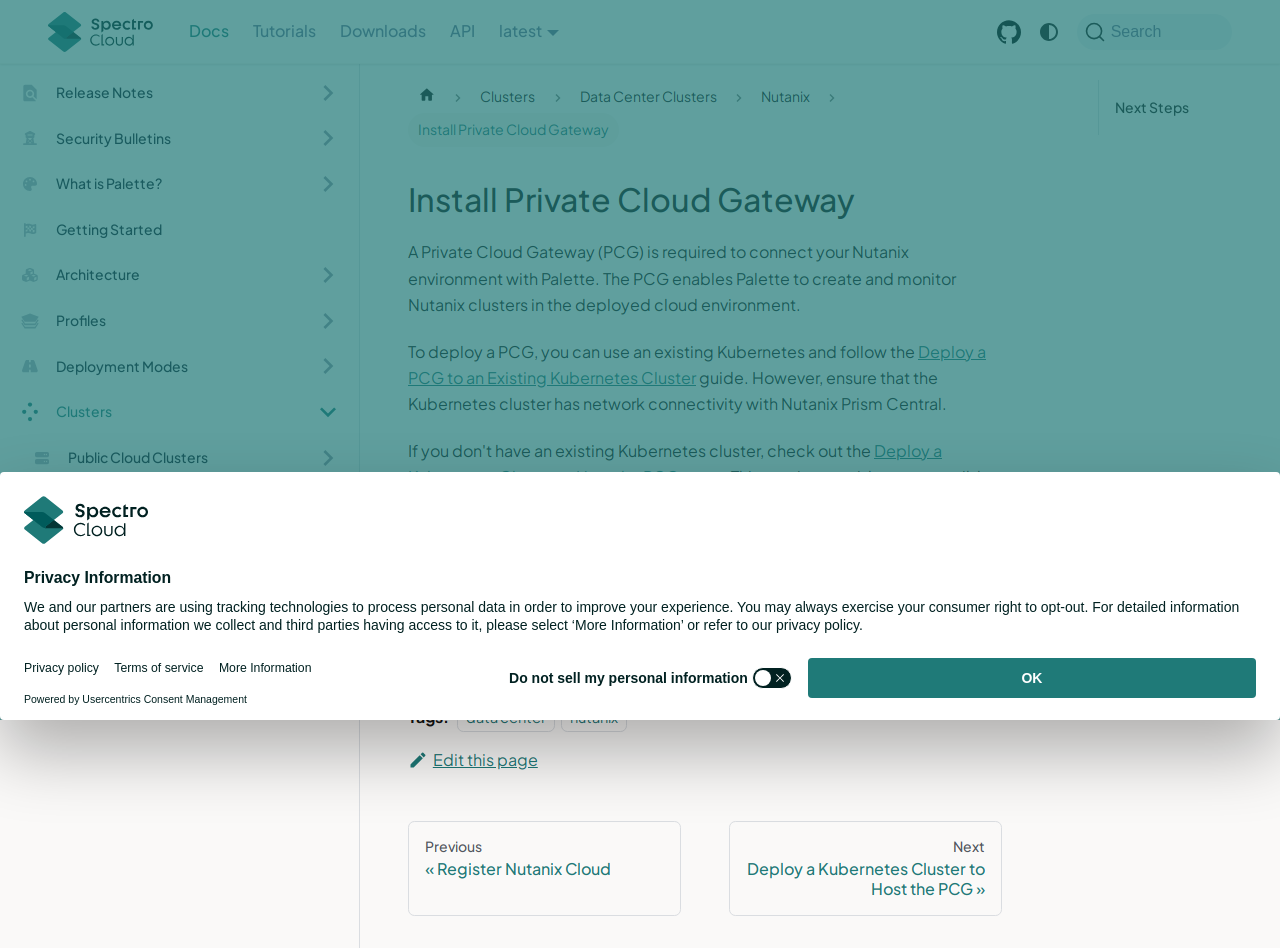 Spectro Cloud
Docs
Tutorials
Downloads
API
latest
Search
Release Notes
Security Bulletins
What is Palette?
Getting Started
Architecture
Profiles
Deployment Modes
Clusters
Public Cloud Clusters
Clusters
Data Center Clusters
Nutanix
Install Private Cloud Gateway
Next Steps
Install Private Cloud Gateway
A Private Cloud Gateway (PCG) is required to connect your Nutanix
environment with Palette. The PCG enables Palette to create and monitor
Nutanix clusters in the deployed cloud environment.
To deploy a PCG, you can use an existing Kubernetes and follow the Deploy a
PCG to an Existing Kubernetes Cluster guide. However, ensure that the
Kubernetes cluster has network connectivity with Nutanix Prism Central.
If you don't have an existing Kubernetes cluster, check out the Deploy a
Spectro Cloud
Privacy Information
We and our partners are using tracking technologies to process personal data in order to improve your experience. You may always exercise your consumer right to opt-out. For detailed information
about personal information we collect and third parties having access to it, please select ‘More Information’ or refer to our privacy policy.
Privacy policy
Terms of service
More Information
Do not sell my personal information
OK
Powered by Usercentrics Consent Management
Tags:
data center
nutanix
Edit this page
Previous
« Register Nutanix Cloud
Next
Deploy a Kubernetes Cluster to
Host the PCG »